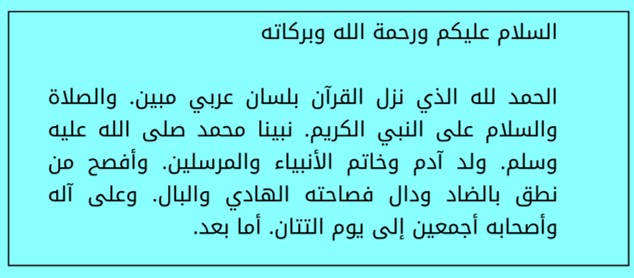 السلام عليكم ورحمة الله وبركاته
الحمد لله الذي نزل القرآن بلسان عربي مبين. والصلاة
والسلام على النبي الكريم. نبينا محمد صلى الله عليه
وسلم. ولد آدم وخاتم الأنبياء والمرسلين. وأفصح من
نطق بالضاد ودال فصاحته الهادي والبال. وعلى آله
وأصحابه أجمعين إلى يوم التتان. أما بعد.